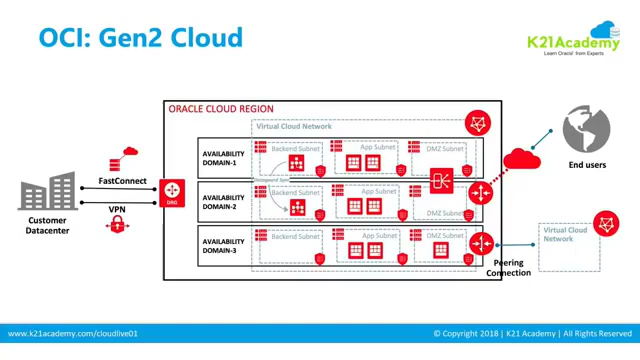 OCI: Gen2 Cloud
K21Academy
Learn Oracle from Experts
ORACLE CLOUD REGION
Virtual Cloud Network
AVAILABILITY
DOMAIN-1
Backend Subnet
App Subnet
DMZ Subnet
AVAILABILITY
DOMAIN-2
Backend Subnet
App Subnet
DMZ Subnet
AVAILABILITY
DOMAIN-3
Backend Subnet
App Subnet
DMZ Subnet
FastConnect
VPN
DRG
Customer
Datacenter
End users
Peering
Connection
Virtual Cloud
Network
www.k21academy.com/cloudlive01
© Copyright 2018 | K21 Academy | All Rights Reserved